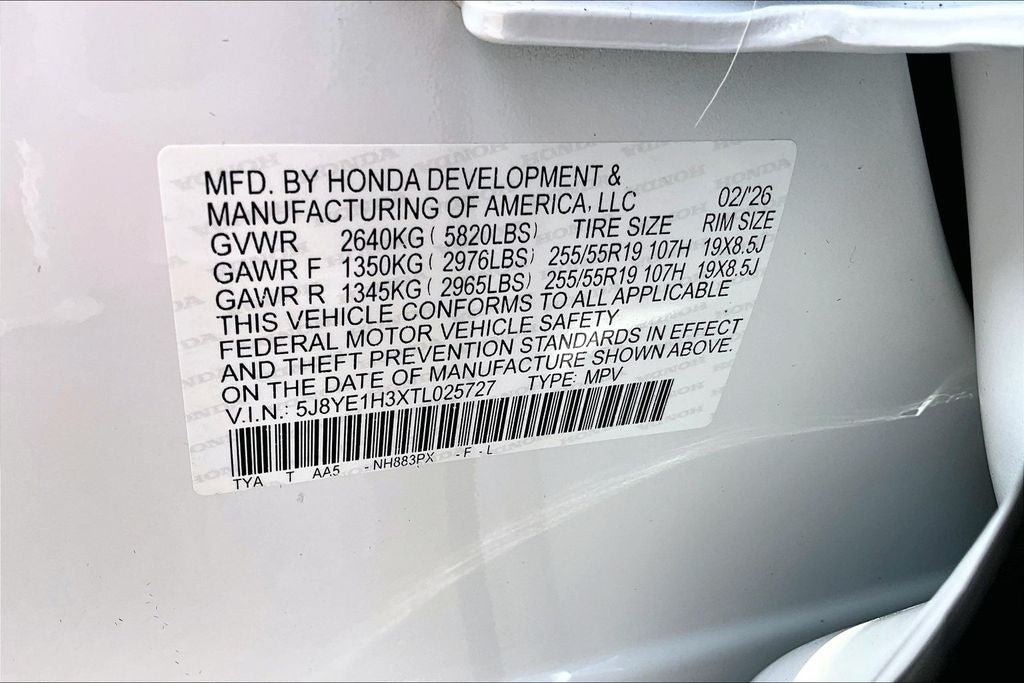 MFD. BY HONDA DEVELOPMENT &
MANUFACTURING OF AMERICA, LLC 02/'26
GVWR 2640KG ( 5820LBS) TIRE SIZE RIM SIZE
GAWR F 1350KG ( 2976LBS) 255/55R19 107H 19X8.5J
GAWR R 1345KG ( 2965LBS) 255/55R19 107H 19X8.5J
THIS VEHICLE CONFORMS TO ALL APPLICABLE
FEDERAL MOTOR VEHICLE SAFETY
AND THEFT PREVENTION STANDARDS IN EFFECT
ON THE DATE OF MANUFACTURE SHOWN ABOVE.
V.I.N.: 5J8YE1H3XTL025727 TYPE: MPV
TYA T AA5 - NH883PX - F - L